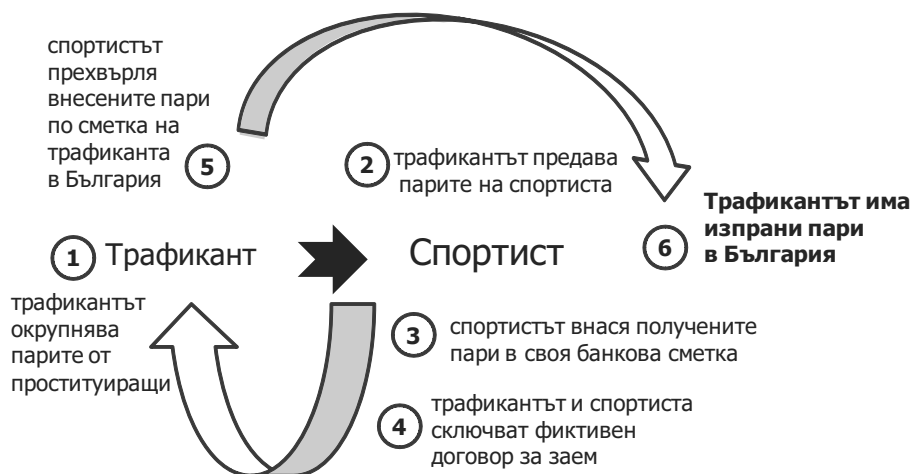 спортистът
прехвърля
внесените пари
по сметка на
трафиканта
в България
5
2
трафикантът предава
парите на спортиста
Трафикантът има
изпрани пари
в България
6
1
Трафикант
Спортист
трафикантът
окрупнява
парите от
проституиращи
3
спортистът внася получените
пари в своя банкова сметка
4
трафикантът и спортиста
сключват фиктивен
договор за заем